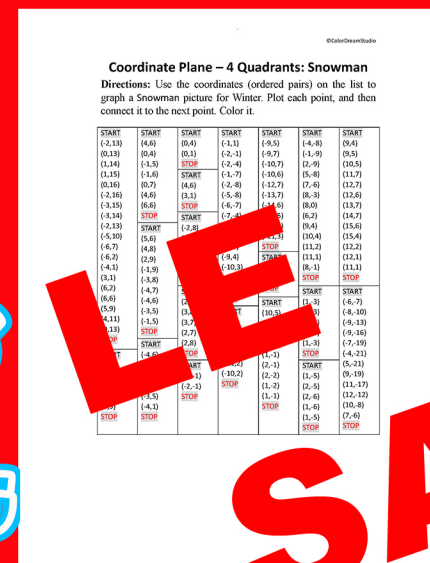 ©ColorDreamStudio
Coordinate Plane – 4 Quadrants: Snowman
Directions: Use the coordinates (ordered pairs) on the list to
graph a Snowman picture for Winter. Plot each point, and then
connect it to the next point. Color it.
START
(-2,13)
(0,13)
(1,14)
(1,15)
(0,16)
(-2,16)
(-3,15)
(-3,14)
(-2,13)
(-5,10)
(-6,7)
(-6,2)
(-4,1)
(3,1)
(6,2)
(6,6)
(5,9)
STOP
START
(4,6)
(0,4)
(-1,5)
(-1,6)
(0,7)
(4,6)
(6,6)
STOP
START
(5,6)
(4,8)
(2,9)
(-1,9)
(-3,8)
(-4,7)
(-4,6)
(-3,5)
(-1,5)
STOP
START
(-3,5)
(-4,1)
STOP
START
(0,4)
(0,1)
STOP
START
(4,6)
(3,1)
STOP
START
(-2,8)
(2,7)
(2,8)
STOP
(-2,-1)
STOP
START
(-1,1)
(-2,-1)
(-2,-4)
(-1,-7)
(-2,-8)
(-5,-8)
(-6,-7)
(-9,4)
(-10,3)
(-10,2)
STOP
START
(-9,5)
(-9,7)
(-10,7)
(-10,6)
(-12,7)
(-13,7)
STOP
START
START
(10,5)
(1,-1)
(2,-1)
(2,-2)
(1,-2)
(1,-1)
STOP
START
(-4,-8)
(-1,-9)
(2,-9)
(5,-8)
(7,-6)
(8,-3)
(8,0)
(6,2)
(9,4)
(10,4)
(11,2)
(11,1)
(8,-1)
STOP
START
(1,-3)
(1,-3)
STOP
START
(1,-5)
(2,-5)
(2,-6)
(1,-6)
(1,-5)
STOP
START
(9,4)
(9,5)
(10,5)
(11,7)
(12,7)
(12,6)
(13,7)
(14,7)
(15,6)
(15,4)
(12,2)
(12,1)
(11,1)
STOP
START
(-6,-7)
(-8,-10)
(-9,-13)
(-9,-16)
(-7,-19)
(-4,-21)
(5,-21)
(9,-19)
(11,-17)
(12,-12)
(10,-8)
(7,-6)
STOP
LE
SA